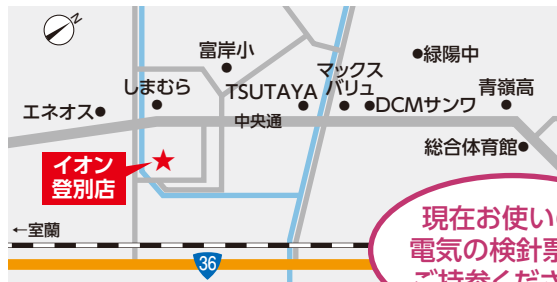 N
富岸小
マックス
バリュ
緑陽中
しまむら
TSUTAYA
DCMサンワ
青嶺高
エネオス
中央通
総合体育館
イオン
登別店
←室蘭
36
現在お使い
電気の検針票
ご持参くださ